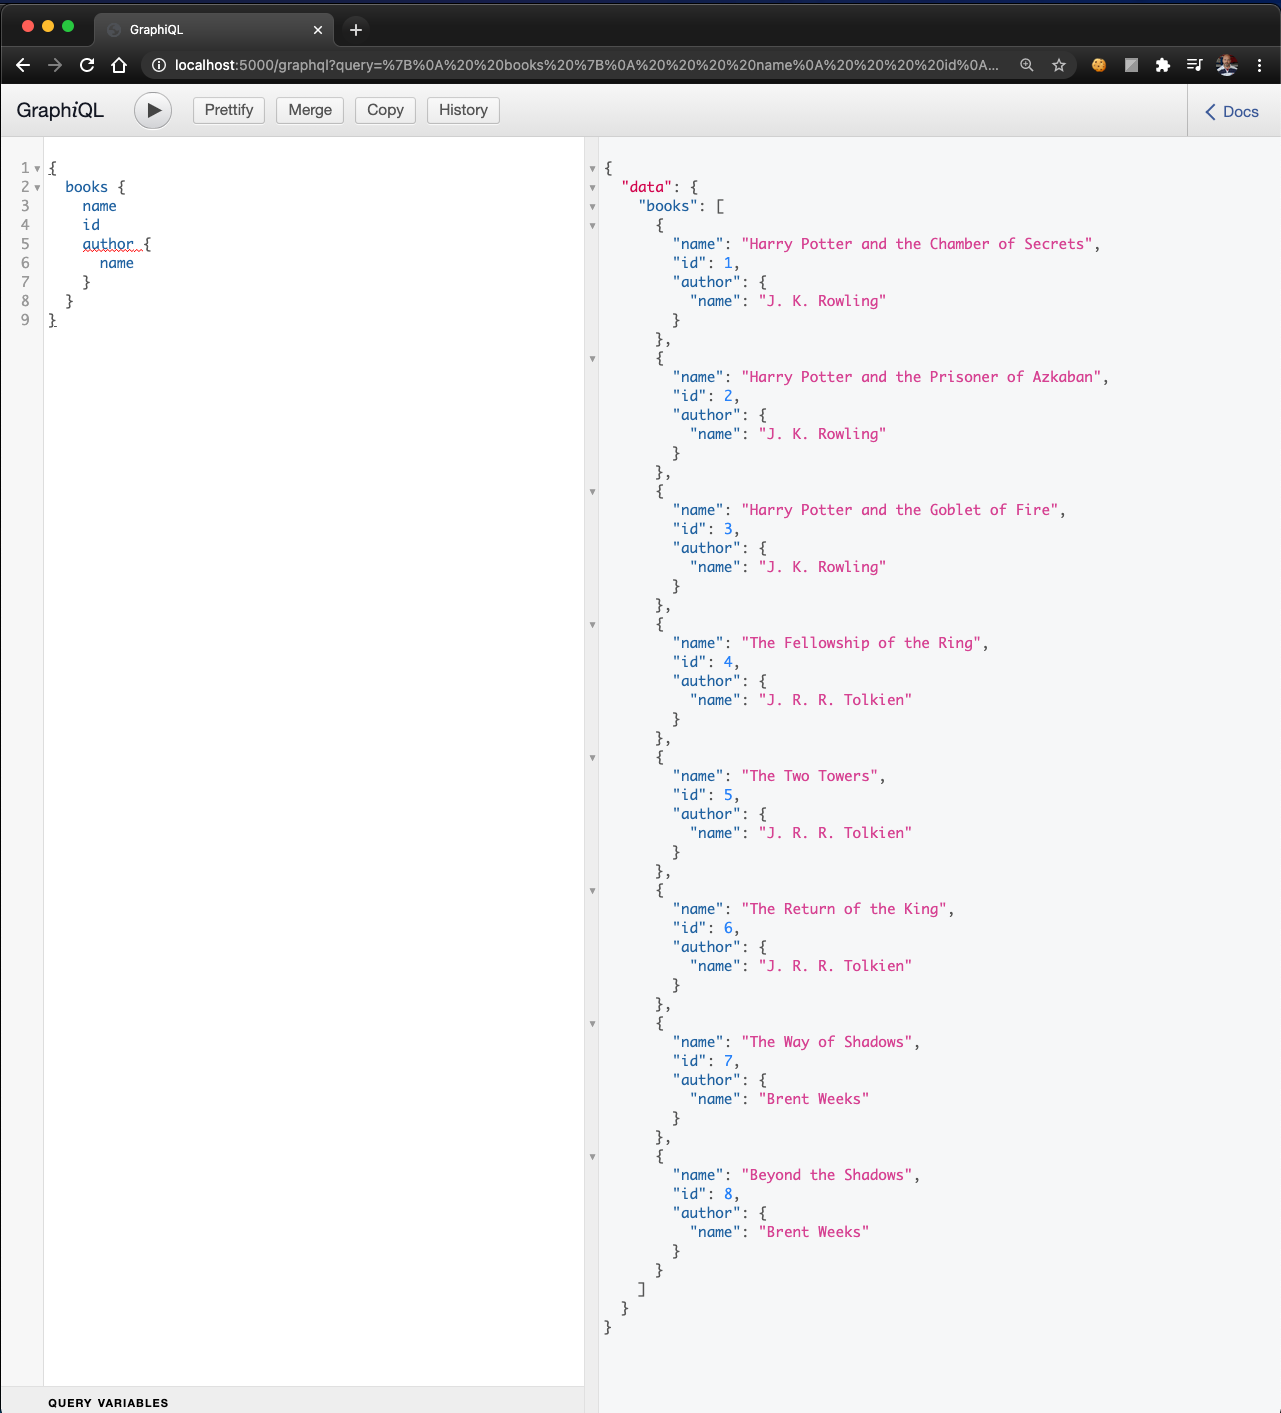 GraphiQL
localhost:5000/graphql?query=%7B%0A%20%20books%20%7B%0A%20%20%20%20name%0A%20%20%20%20id%0A...
GraphiQL
Prettify
Merge
Copy
History
Docs
1 {
2   books {
3     name
4     id
5     author {
6       name
7     }
8   }
9 }
{
  "data": {
    "books": [
      {
        "name": "Harry Potter and the Chamber of Secrets",
        "id": 1,
        "author": {
          "name": "J. K. Rowling"
        }
      },
      {
        "name": "Harry Potter and the Prisoner of Azkaban",
        "id": 2,
        "author": {
          "name": "J. K. Rowling"
        }
      },
      {
        "name": "Harry Potter and the Goblet of Fire",
        "id": 3,
        "author": {
          "name": "J. K. Rowling"
        }
      },
      {
        "name": "The Fellowship of the Ring",
        "id": 4,
        "author": {
          "name": "J. R. R. Tolkien"
        }
      },
      {
        "name": "The Two Towers",
        "id": 5,
        "author": {
          "name": "J. R. R. Tolkien"
        }
      },
      {
        "name": "The Return of the King",
        "id": 6,
        "author": {
          "name": "J. R. R. Tolkien"
        }
      },
      {
        "name": "The Way of Shadows",
        "id": 7,
        "author": {
          "name": "Brent Weeks"
        }
      },
      {
        "name": "Beyond the Shadows",
        "id": 8,
        "author": {
          "name": "Brent Weeks"
        }
      }
    ]
  }
}
QUERY VARIABLES